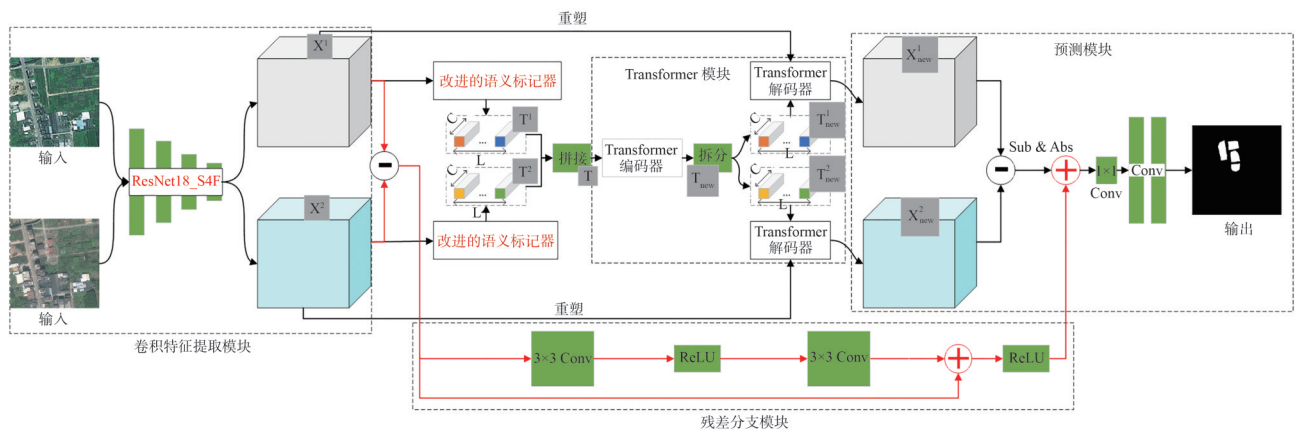 重塑
预测模块
X¹
X¹new
改进的语义标记器
Transformer 模块
Transformer
解码器
C
T¹
L
C
T¹new
L
输入
ResNet18_S4F
拼接
T
Transformer
编码器
拆分
Tnew
Sub & Abs
1×1
Conv
Conv
输出
C
T²
L
C
T²new
L
X²
X²new
改进的语义标记器
Transformer
解码器
输入
重塑
卷积特征提取模块
3×3 Conv
ReLU
3×3 Conv
ReLU
残差分支模块